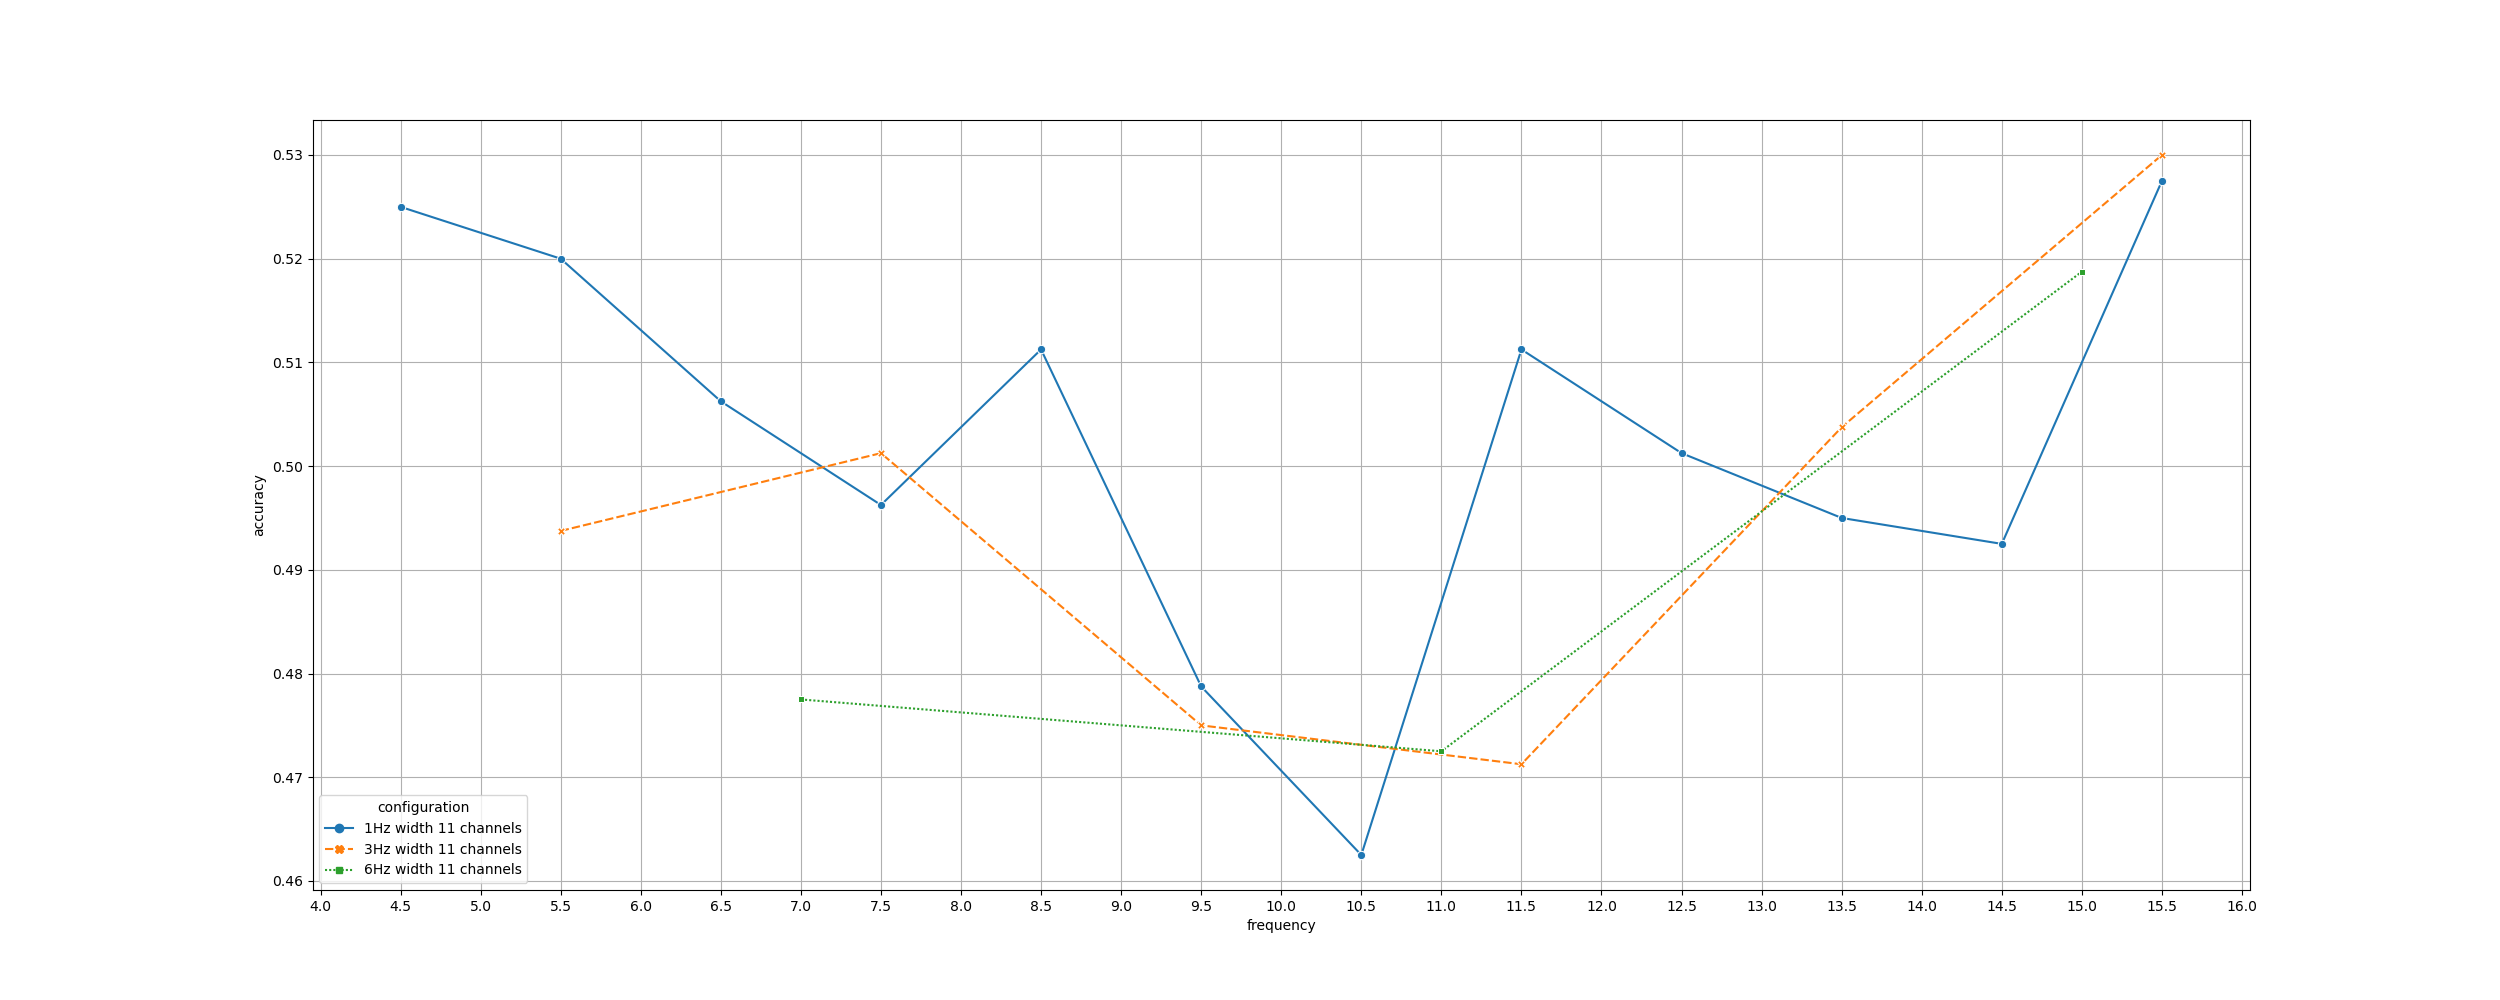 0.53
0.52
0.51
0.50
0.49
0.48
0.47
0.46
accuracy
configuration
1Hz width 11 channels
3Hz width 11 channels
6Hz width 11 channels
4.0 4.5 5.0 5.5 6.0 6.5 7.0 7.5 8.0 8.5 9.0 9.5 10.0 10.5 11.0 11.5 12.0 12.5 13.0 13.5 14.0 14.5 15.0 15.5 16.0
frequency